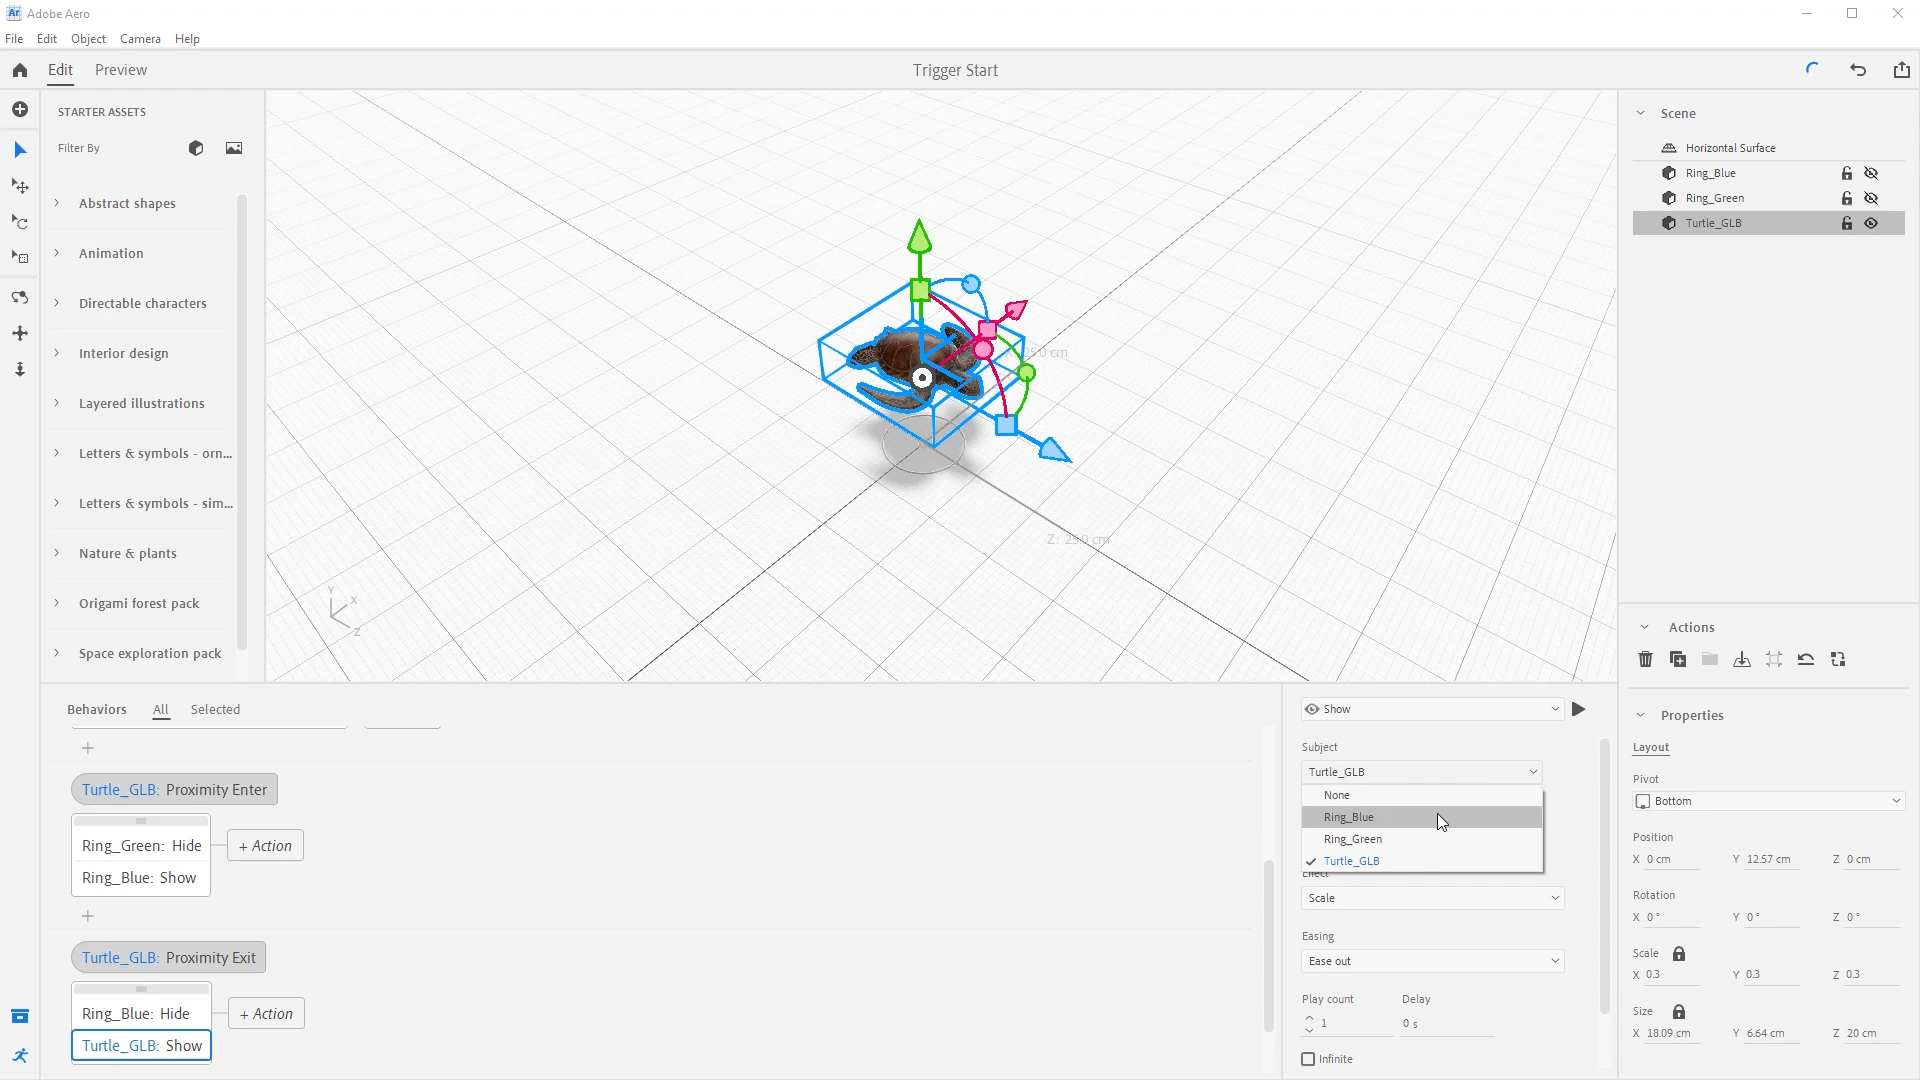 Ar Adobe Aero
File Edit Object Camera Help
Edit Preview Trigger Start
STARTER ASSETS
Filter By
Abstract shapes
Animation
Directable characters
Interior design
Layered illustrations
Letters & symbols - orn...
Letters & symbols - sim...
Nature & plants
Origami forest pack
Space exploration pack
Z: 25.0 cm
Y
X
Z
Scene
Horizontal Surface
Ring_Blue
Ring_Green
Turtle_GLB
Actions
Properties
Layout
Pivot
Bottom
Position
X 0 cm Y 12.57 cm Z 0 cm
Rotation
X 0° Y 0° Z 0°
Scale
X 0.3 Y 0.3 Z 0.3
Size
X 18.09 cm Y 6.64 cm Z 20 cm
Behaviors All Selected
+
Turtle_GLB: Proximity Enter
Ring_Green: Hide + Action
Ring_Blue: Show
+
Turtle_GLB: Proximity Exit
Ring_Blue: Hide + Action
Turtle_GLB: Show
Show
Subject
Turtle_GLB
None
Ring_Blue
Ring_Green
Turtle_GLB
Effect
Scale
Easing
Ease out
Play count Delay
1 0 s
Infinite